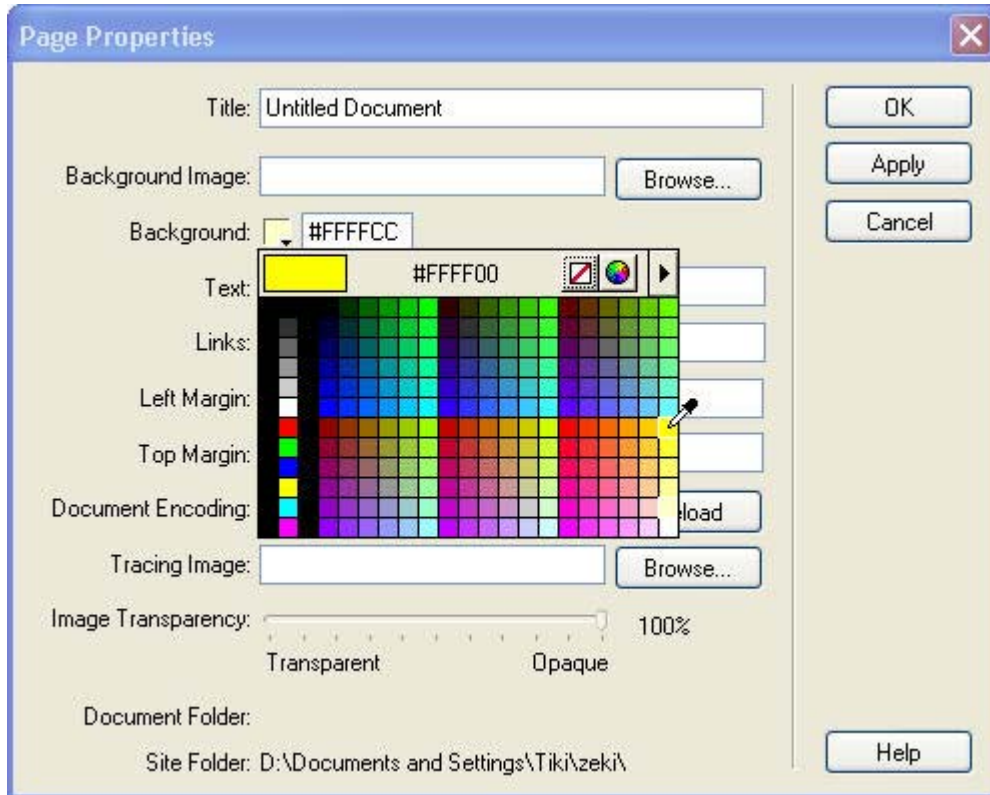 Page Properties
Title: Untitled Document
OK
Background Image:
Browse...
Apply
Background: #FFFFCC
Cancel
#FFFF00
Text:
Links:
Left Margin:
Top Margin:
Document Encoding:
load
Tracing Image:
Browse...
Image Transparency:
100%
Transparent Opaque
Document Folder:
Site Folder: D:\Documents and Settings\Tiki\zeki\
Help